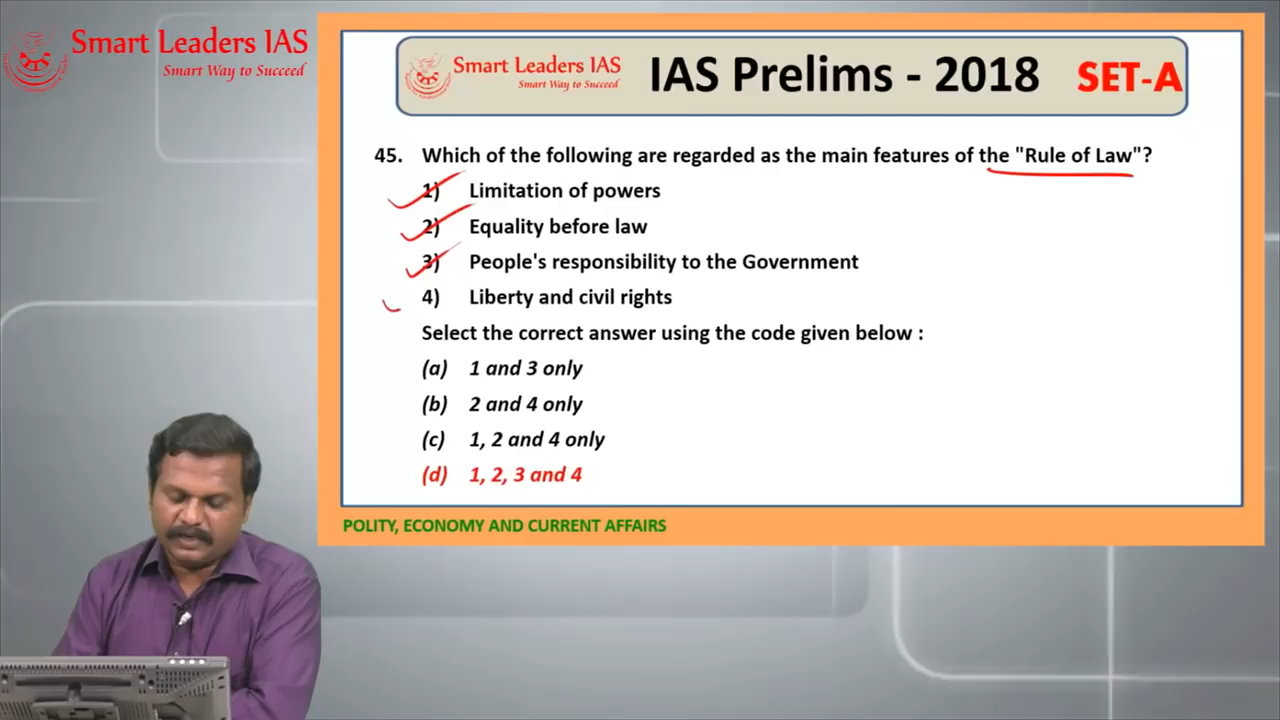 Smart Leaders IAS
Smart Way to Succeed
Smart Leaders IAS
Smart Way to Succeed
IAS Prelims - 2018 SET-A
45. Which of the following are regarded as the main features of the "Rule of Law"?
1) Limitation of powers
2) Equality before law
3) People's responsibility to the Government
4) Liberty and civil rights
Select the correct answer using the code given below :
(a) 1 and 3 only
(b) 2 and 4 only
(c) 1, 2 and 4 only
(d) 1, 2, 3 and 4
POLITY, ECONOMY AND CURRENT AFFAIRS